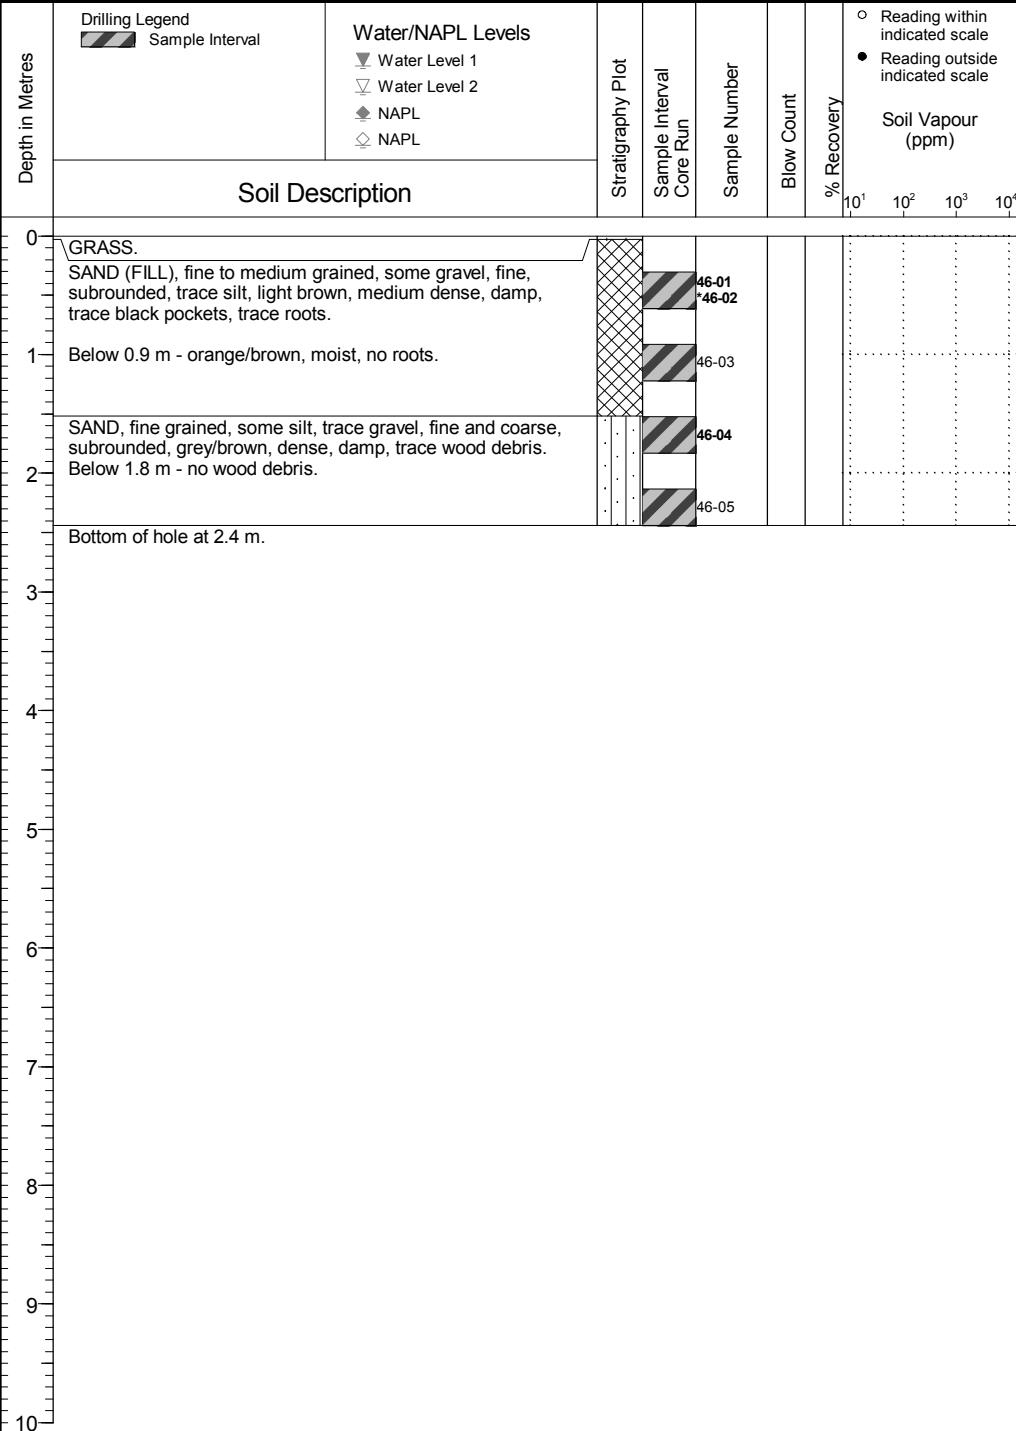 Depth in Metres
Drilling Legend
Sample Interval
Water/NAPL Levels
Water Level 1
Water Level 2
NAPL
NAPL
Soil Description
Stratigraphy Plot
Sample Interval
Core Run
Sample Number
Blow Count
% Recovery
Reading within
indicated scale
Reading outside
indicated scale
Soil Vapour
(ppm)
10¹ 10² 10³ 10⁴
0
GRASS.
SAND (FILL), fine to medium grained, some gravel, fine,
subrounded, trace silt, light brown, medium dense, damp,
trace black pockets, trace roots.
46-01
*46-02
1
Below 0.9 m - orange/brown, moist, no roots.
46-03
SAND, fine grained, some silt, trace gravel, fine and coarse,
subrounded, grey/brown, dense, damp, trace wood debris.
46-04
2
Below 1.8 m - no wood debris.
46-05
Bottom of hole at 2.4 m.
3
4
5
6
7
8
9
10